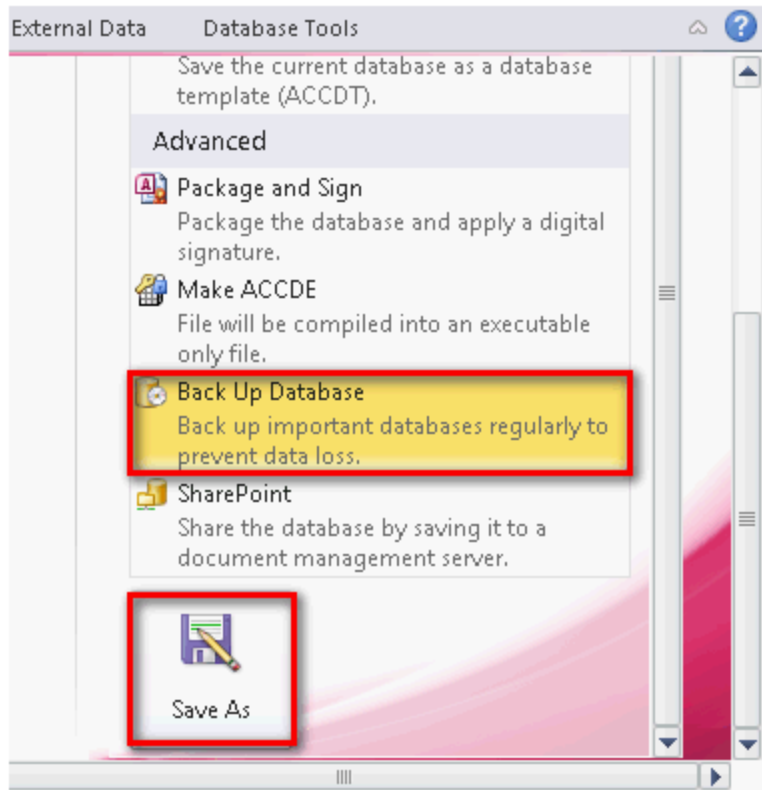 External Data Database Tools
Save the current database as a database
template (ACCDT).
Advanced
Package and Sign
Package the database and apply a digital
signature.
Make ACCDE
File will be compiled into an executable
only file.
Back Up Database
Back up important databases regularly to
prevent data loss.
SharePoint
Share the database by saving it to a
document management server.
Save As